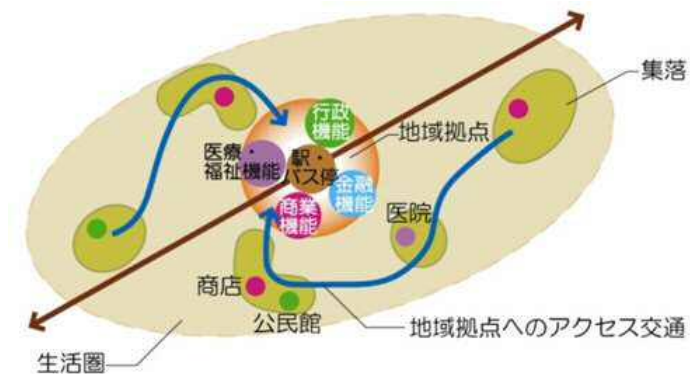 集落
行政
機能
地域拠点
医療・
福祉機能
駅・
バス停
金融
機能
商業
機能
医院
商店
公民館
地域拠点へのアクセス交通
生活圏